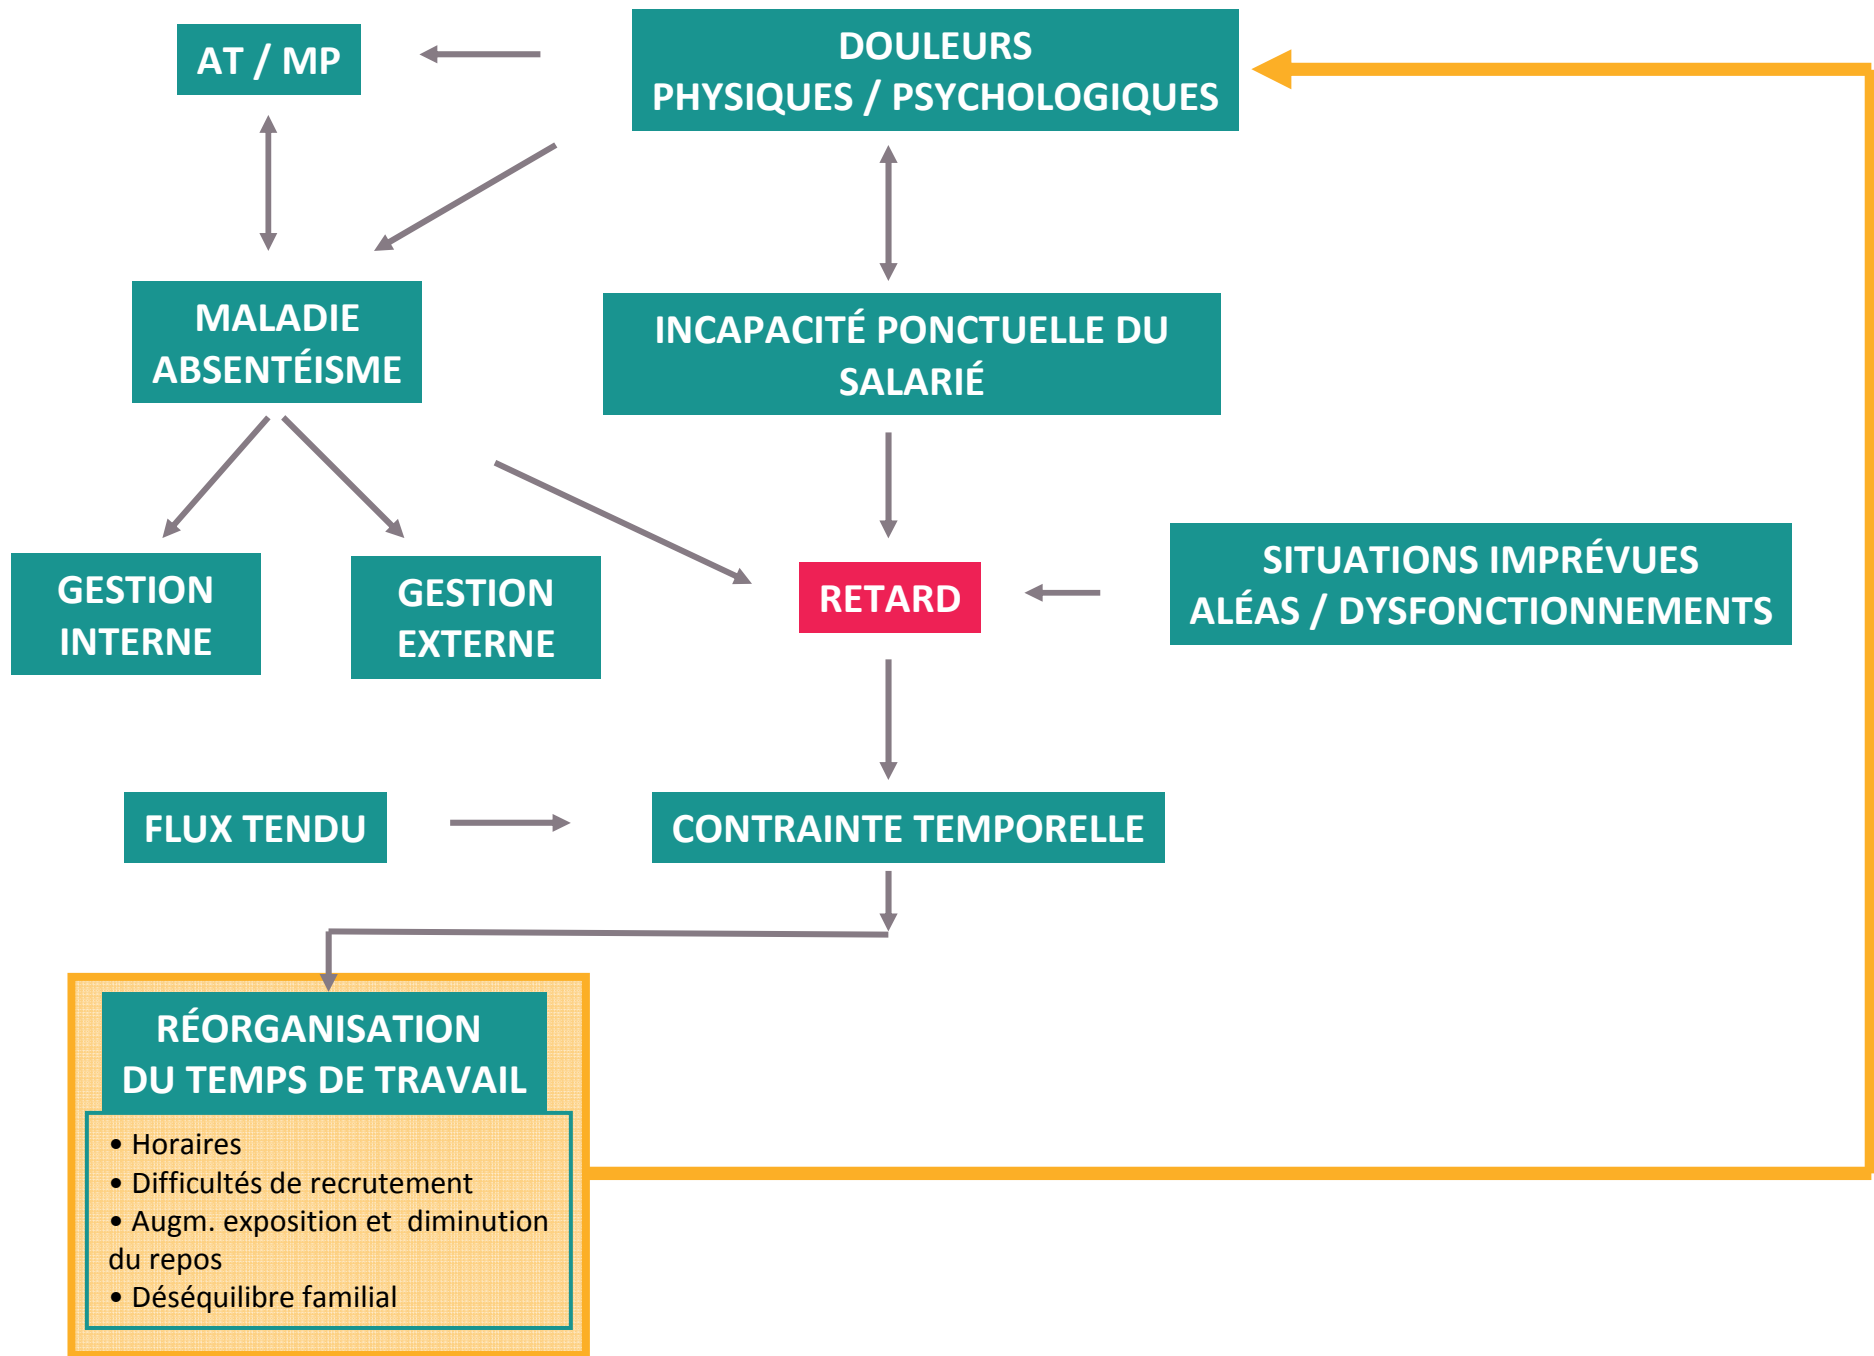 AT / MP
DOULEURS
PHYSIQUES / PSYCHOLOGIQUES
MALADIE
ABSENTÉISME
INCAPACITÉ PONCTUELLE DU
SALARIÉ
GESTION
INTERNE
GESTION
EXTERNE
RETARD
SITUATIONS IMPRÉVUES
ALÉAS / DYSFONCTIONNEMENTS
FLUX TENDU
CONTRAINTE TEMPORELLE
RÉORGANISATION
DU TEMPS DE TRAVAIL
• Horaires
• Difficultés de recrutement
• Augm. exposition et diminution
du repos
• Déséquilibre familial